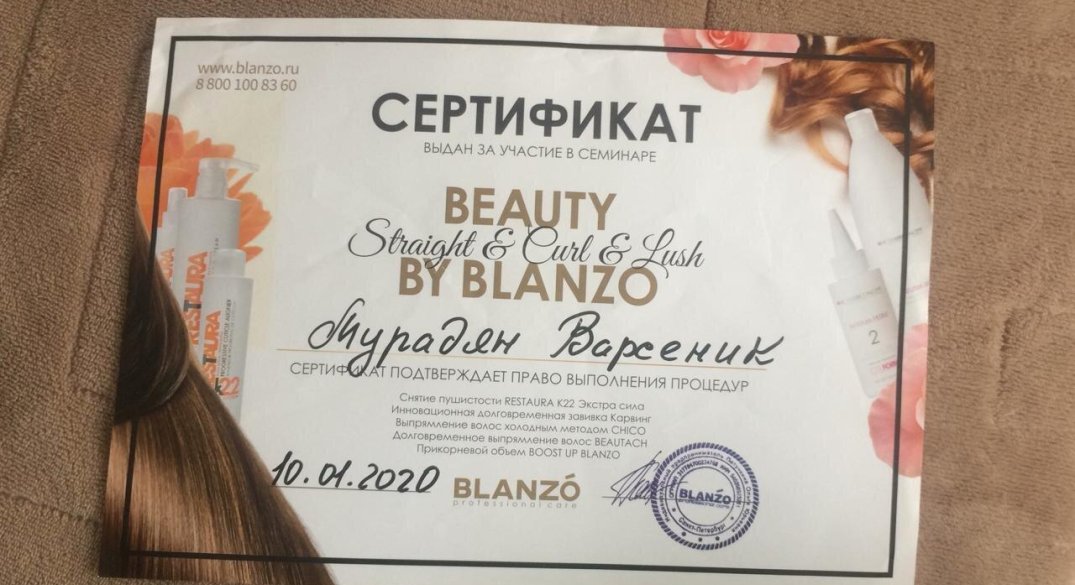 www.blanzo.ru
8 800 100 83 60
СЕРТИФИКАТ
ВЫДАН ЗА УЧАСТИЕ В СЕМИНАРЕ
BEAUTY
Straight & Curl & Lush
BY BLANZO
Мурадян Варсеник
СЕРТИФИКАТ ПОДТВЕРЖДАЕТ ПРАВО ВЫПОЛНЕНИЯ ПРОЦЕДУР
Снятие пушистости RESTAURA K22 Экстра сила
Инновационная долговременная завивка Карвинг
Выпрямление волос холодным методом CHICO
Долговременное выпрямление волос BEAUTACH
Прикорневой объем BOOST UP BLANZO
10.01.2020
BLANZÓ
professional care
BLANZO
Санкт-Петербург
RESTAURA
RESTAURA
22
2